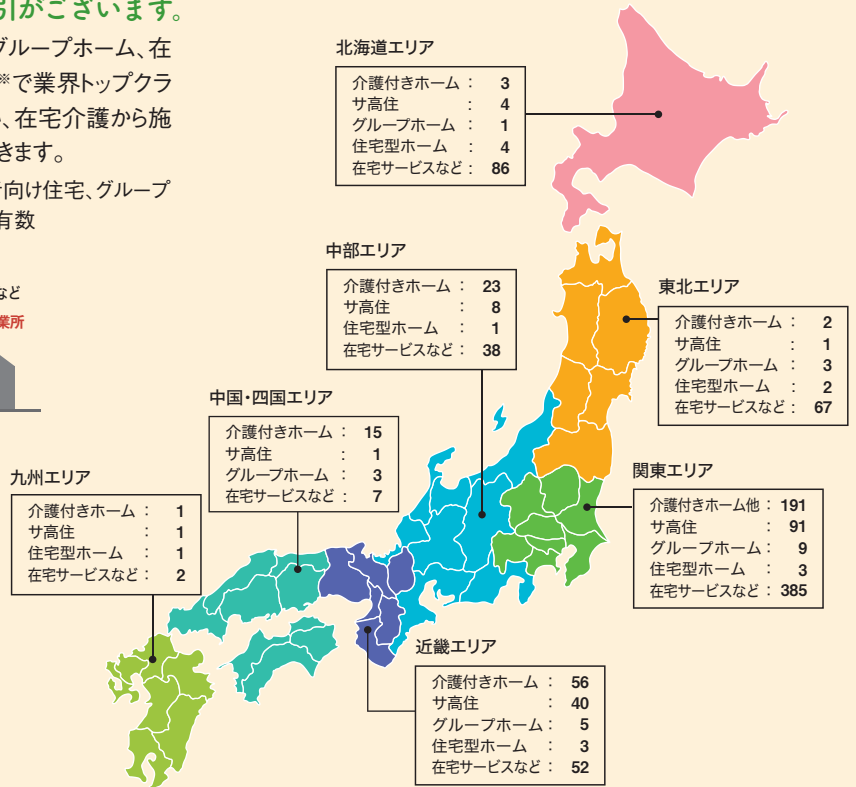 引がございます。
グループホーム、在
※で業界トップクラ
、在宅介護から施
きます。
向け住宅、グループ
有数
など
業所
北海道エリア
介護付きホーム： 3
サ高住 ： 4
グループホーム ： 1
住宅型ホーム ： 4
在宅サービスなど： 86
中部エリア
介護付きホーム： 23
サ高住 ： 8
住宅型ホーム ： 1
在宅サービスなど： 38
東北エリア
介護付きホーム： 2
サ高住 ： 1
グループホーム ： 3
住宅型ホーム ： 2
在宅サービスなど： 67
中国・四国エリア
介護付きホーム： 15
サ高住 ： 1
グループホーム ： 3
在宅サービスなど： 7
九州エリア
介護付きホーム： 1
サ高住 ： 1
住宅型ホーム ： 1
在宅サービスなど： 2
関東エリア
介護付きホーム他：191
サ高住 ： 91
グループホーム ： 9
住宅型ホーム ： 3
在宅サービスなど：385
近畿エリア
介護付きホーム： 56
サ高住 ： 40
グループホーム： 5
住宅型ホーム ： 3
在宅サービスなど： 52